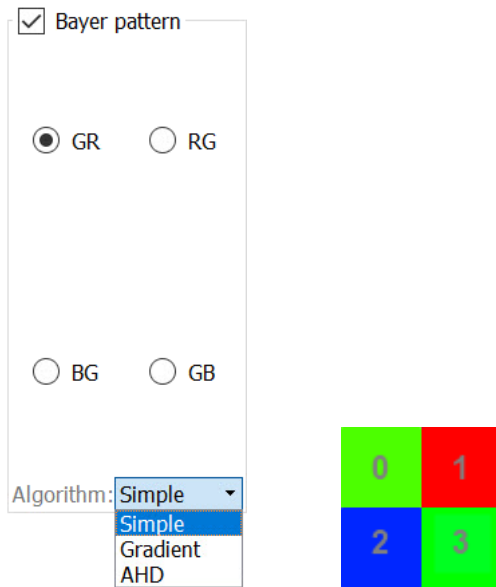 Bayer pattern
GR RG
BG GB
0 1
Algorithm: Simple
Simple
2 3
Gradient
AHD